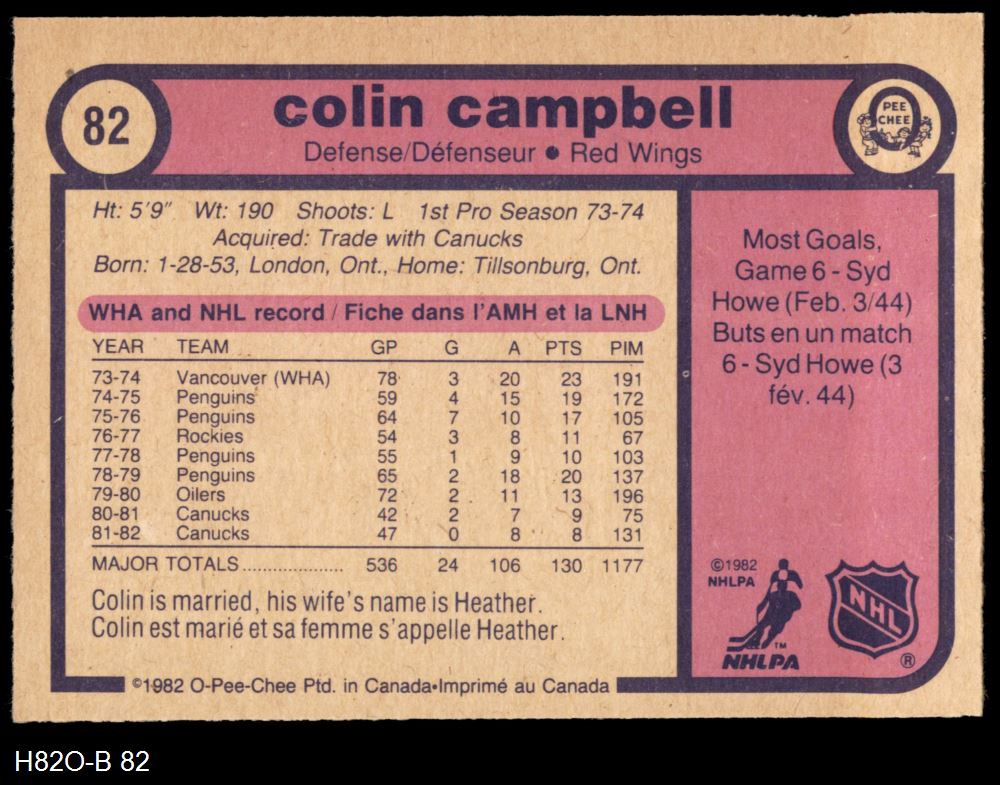 82
colin campbell
Defense/Défenseur • Red Wings
PEE
CHEE
Ht: 5'9" Wt: 190 Shoots: L 1st Pro Season 73-74
Acquired: Trade with Canucks
Born: 1-28-53, London, Ont., Home: Tillsonburg, Ont.
WHA and NHL record / Fiche dans l'AMH et la LNH
YEAR TEAM GP G A PTS PIM
73-74 Vancouver (WHA) 78 3 20 23 191
74-75 Penguins 59 4 15 19 172
75-76 Penguins 64 7 10 17 105
76-77 Rockies 54 3 8 11 67
77-78 Penguins 55 1 9 10 103
78-79 Penguins 65 2 18 20 137
79-80 Oilers 72 2 11 13 196
80-81 Canucks 42 2 7 9 75
81-82 Canucks 47 0 8 8 131
MAJOR TOTALS.................... 536 24 106 130 1177
Colin is married, his wife's name is Heather.
Colin est marié et sa femme s'appelle Heather.
©1982 O-Pee-Chee Ptd. in Canada•Imprimé au Canada
Most Goals,
Game 6 - Syd
Howe (Feb. 3/44)
Buts en un match
6 - Syd Howe (3
fév. 44)
©1982
NHLPA
TM
NHLPA
NHL
®
H82O-B 82